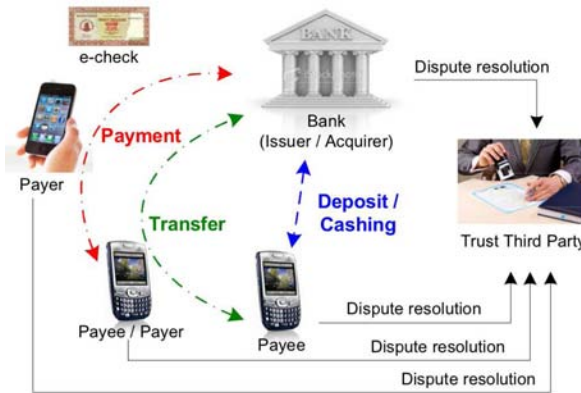 BANK
e-check
Dispute resolution
Bank
(Issuer / Acquirer)
Payment
Payer
Deposit /
Cashing
Transfer
Trust Third Party
Dispute resolution
Payee / Payer
Payee
Dispute resolution
Dispute resolution